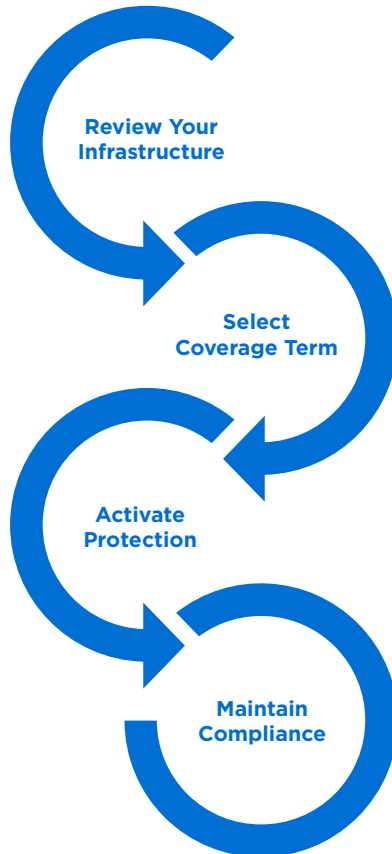 Review Your
Infrastructure
Select
Coverage Term
Activate
Protection
Maintain
Compliance